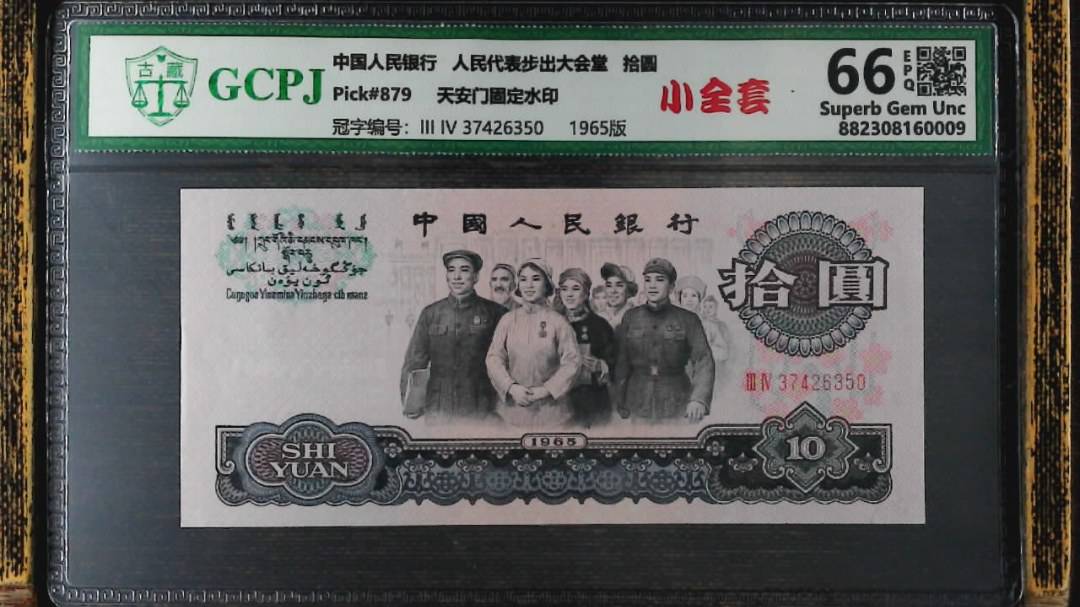 古藏
GCPJ
中国人民银行 人民代表步出大会堂 拾圆
Pick#879 天安门固定水印
冠字编号：III IV 37426350 1965版
小全套
66
EPQ
Superb Gem Unc
882308160009
中國人民銀行
拾圓
III IV 37426350
1965
SHI
YUAN
10